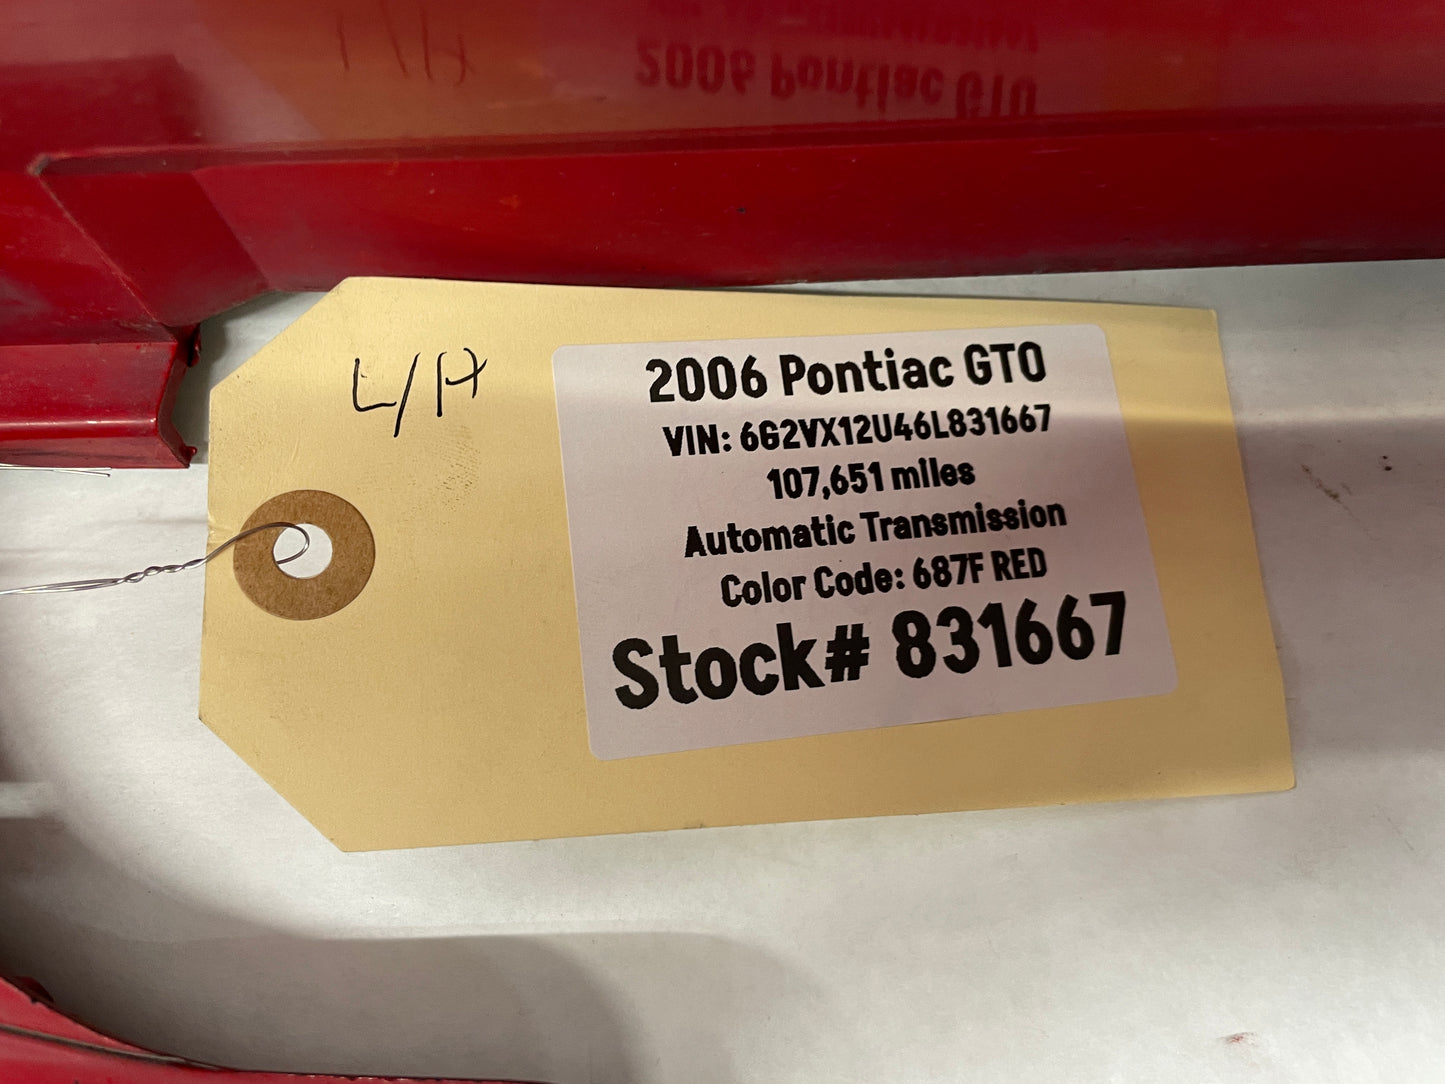 L/H
2006 Pontiac GTO
VIN: 6G2VX12U46L831667
107,651 miles
Automatic Transmission
Color Code: 687F RED
Stock# 831667